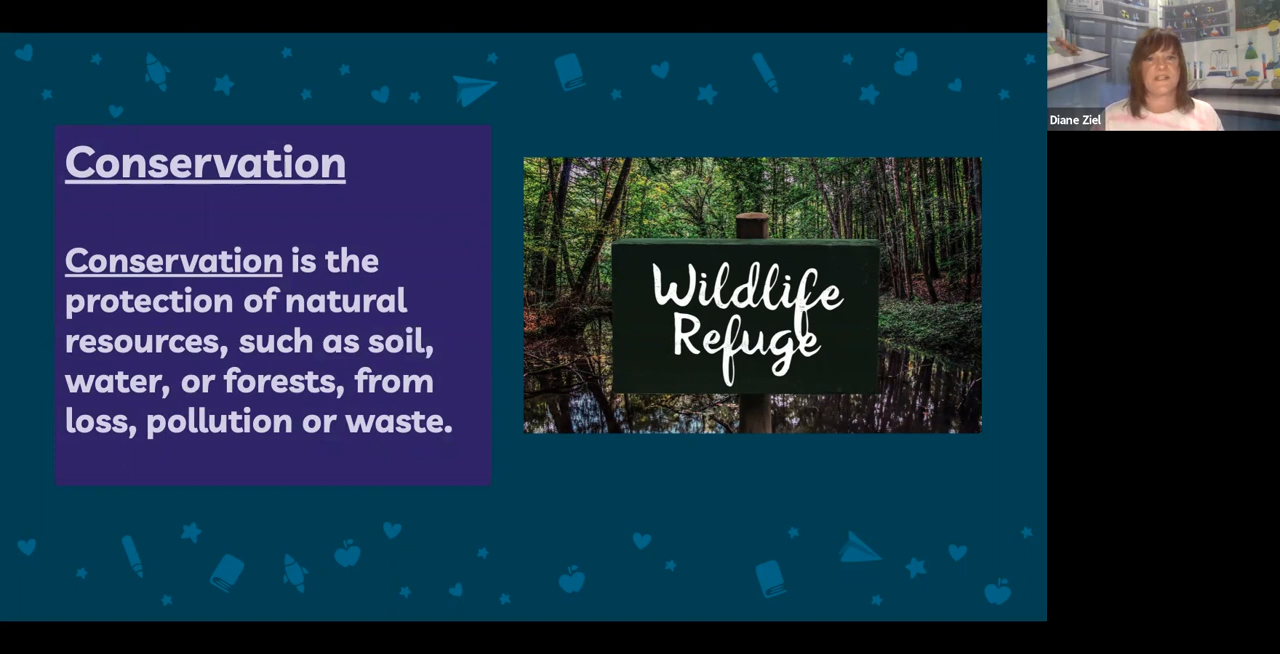 Conservation
Conservation is the
protection of natural
resources, such as soil,
water, or forests, from
loss, pollution or waste.
Wildlife
Refuge
Diane Ziel